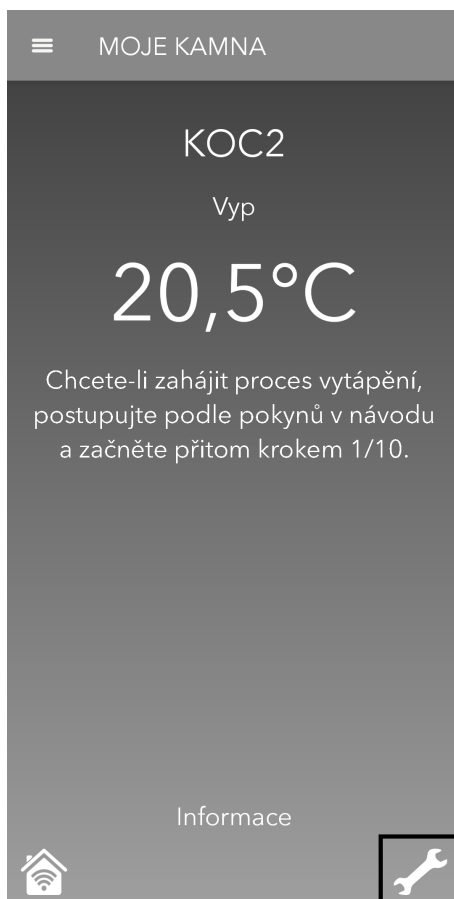 MOJE KAMNA
KOC2
Vyp
20,5°C
Chcete-li zahájit proces vytápění,
postupujte podle pokynů v návodu
a začněte přitom krokem 1/10.
Informace